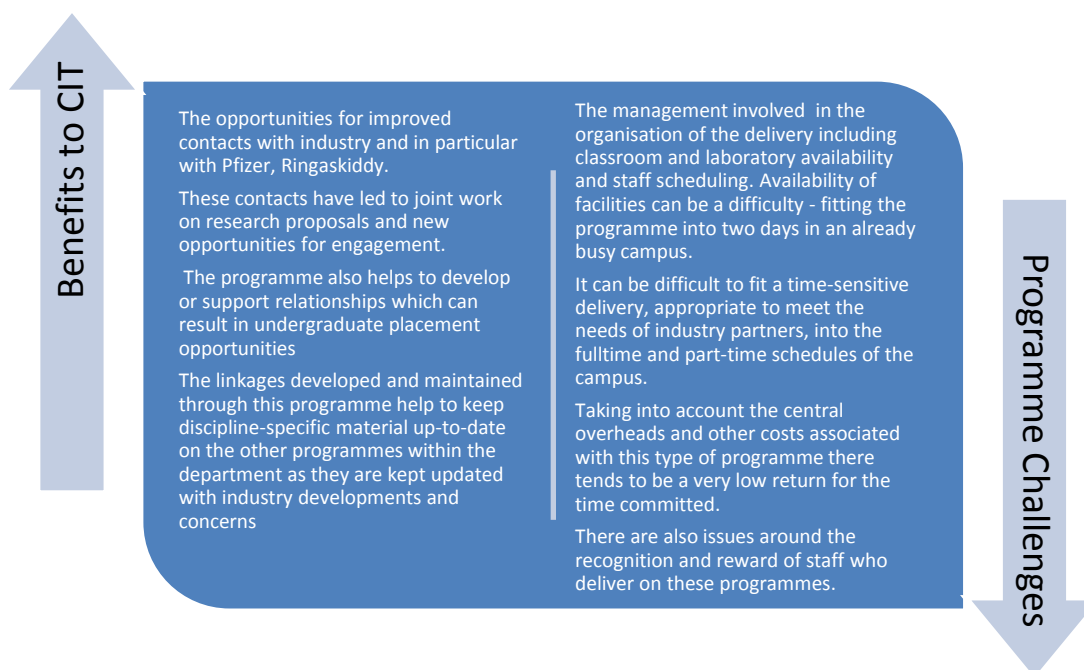 Benefits to CIT
The opportunities for improved
contacts with industry and in particular
with Pfizer, Ringaskiddy.
These contacts have led to joint work
on research proposals and new
opportunities for engagement.
The programme also helps to develop
or support relationships which can
result in undergraduate placement
opportunities
The linkages developed and maintained
through this programme help to keep
discipline-specific material up-to-date
on the other programmes within the
department as they are kept updated
with industry developments and
concerns
The management involved in the
organisation of the delivery including
classroom and laboratory availability
and staff scheduling. Availability of
facilities can be a difficulty - fitting the
programme into two days in an already
busy campus.
It can be difficult to fit a time-sensitive
delivery, appropriate to meet the
needs of industry partners, into the
fulltime and part-time schedules of the
campus.
Taking into account the central
overheads and other costs associated
with this type of programme there
tends to be a very low return for the
time committed.
There are also issues around the
recognition and reward of staff who
deliver on these programmes.
Programme Challenges